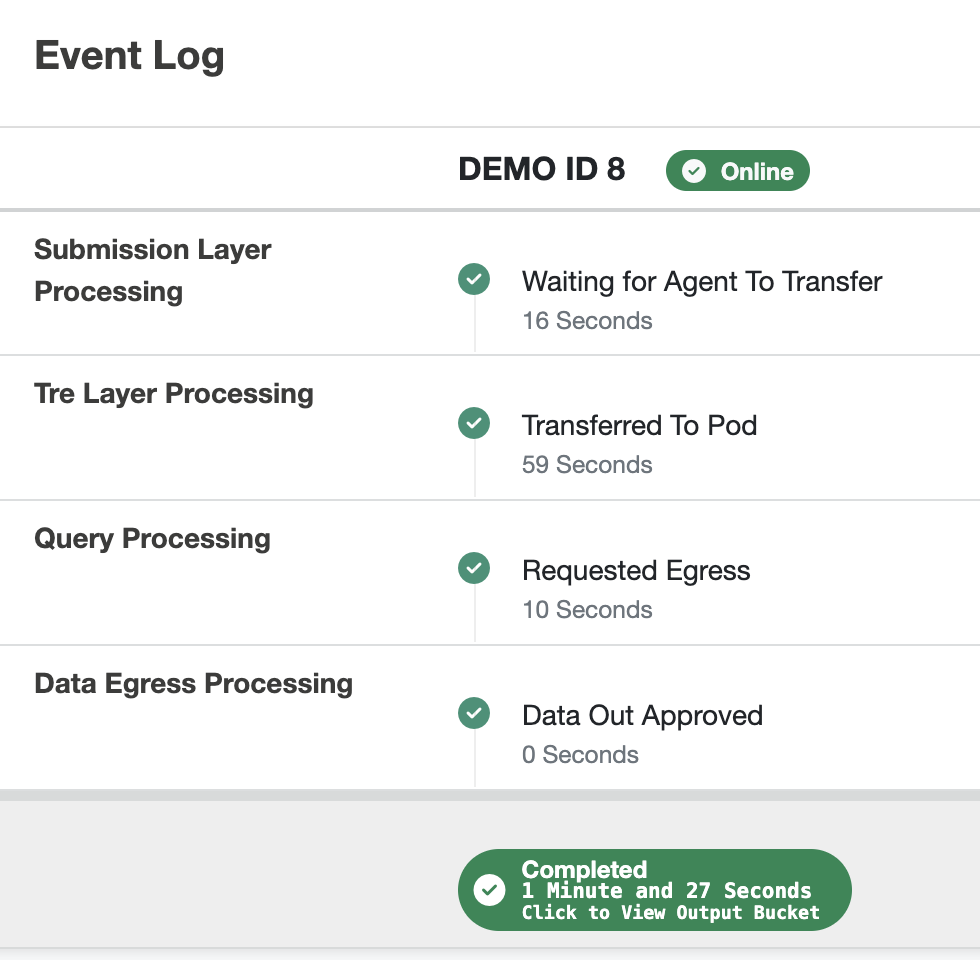 Event Log
DEMO ID 8 Online
Submission Layer
Processing
Waiting for Agent To Transfer
16 Seconds
Tre Layer Processing
Transferred To Pod
59 Seconds
Query Processing
Requested Egress
10 Seconds
Data Egress Processing
Data Out Approved
0 Seconds
Completed
1 Minute and 27 Seconds
Click to View Output Bucket